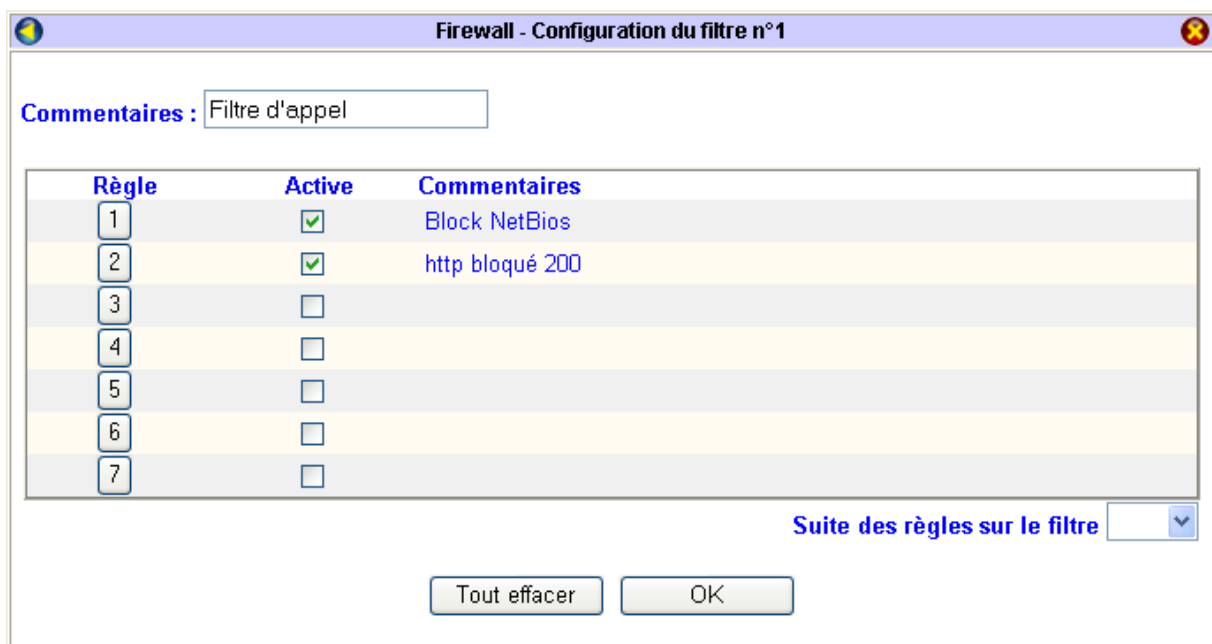 Firewall - Configuration du filtre n°1
Commentaires : Filtre d'appel
Règle Active Commentaires
1 Block NetBios
2 http bloqué 200
3
4
5
6
7
Suite des règles sur le filtre
Tout effacer OK